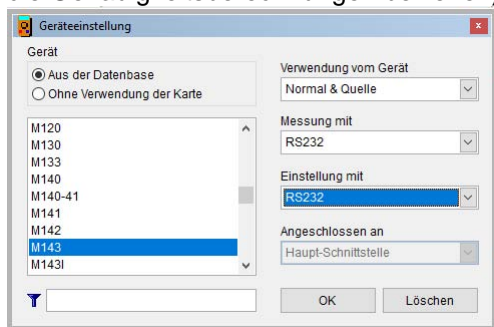 Geräteeinstellung
Gerät
Aus der Datenbase
Ohne Verwendung der Karte
M120
M130
M133
M140
M140-41
M141
M142
M143
M143I
Verwendung vom Gerät
Normal & Quelle
Messung mit
RS232
Einstellung mit
RS232
Angeschlossen an
Haupt-Schnittstelle
OK
Löschen